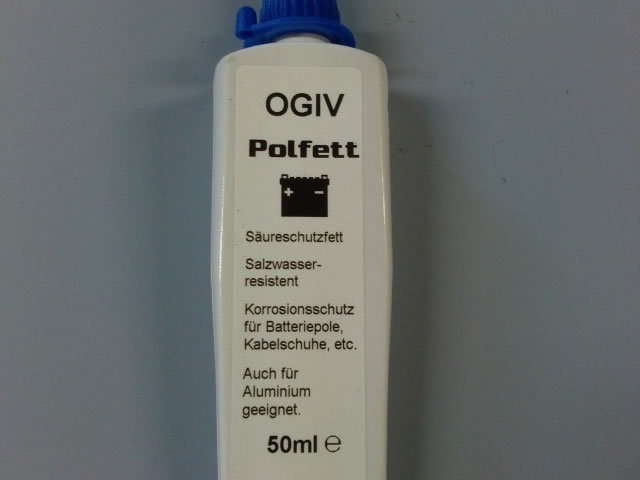 OGIV
Polfett
+ -
Säureschutzfett
Salzwasser-
resistent
Korrosionsschutz
für Batteriepole,
Kabelschuhe, etc.
Auch für
Aluminium
geeignet.
50ml ℮